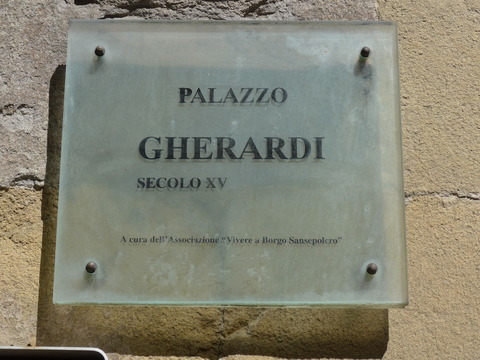 PALAZZO
GHERARDI
SECOLO XV
A cura dell'Associazione "Vivere a Borgo Sansepolcro"